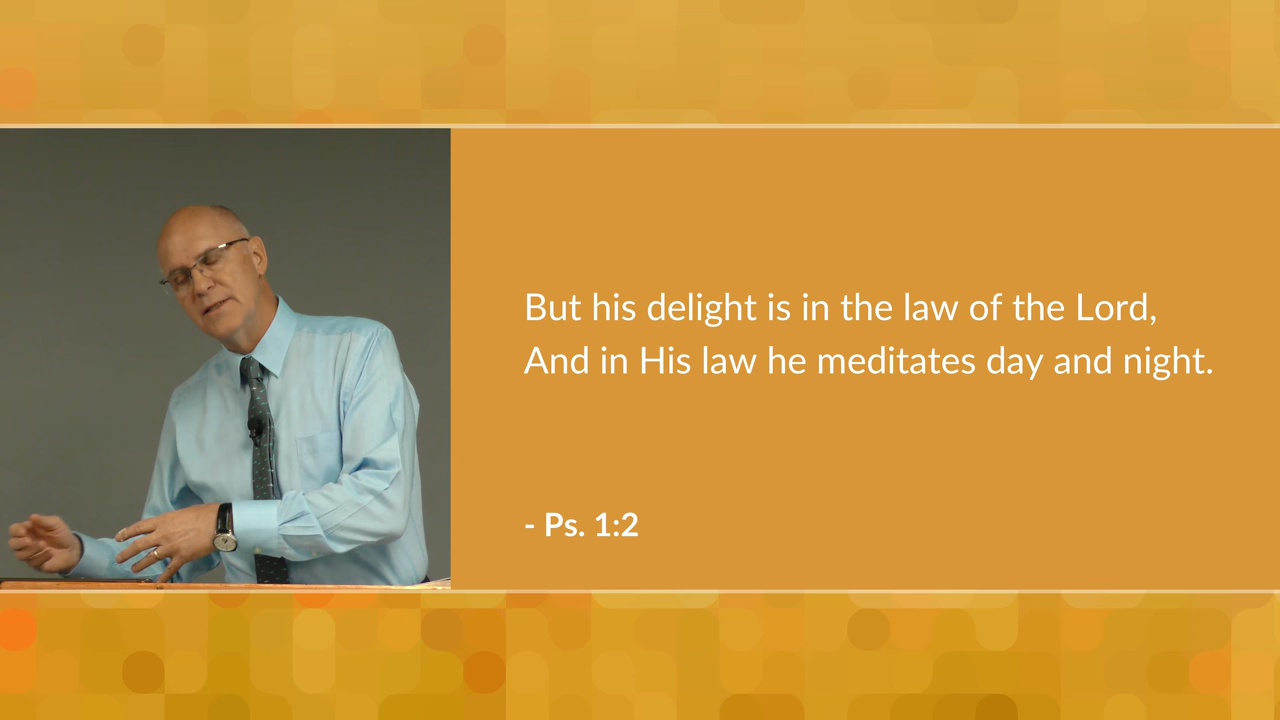 But his delight is in the law of the Lord,
And in His law he meditates day and night.
- Ps. 1:2